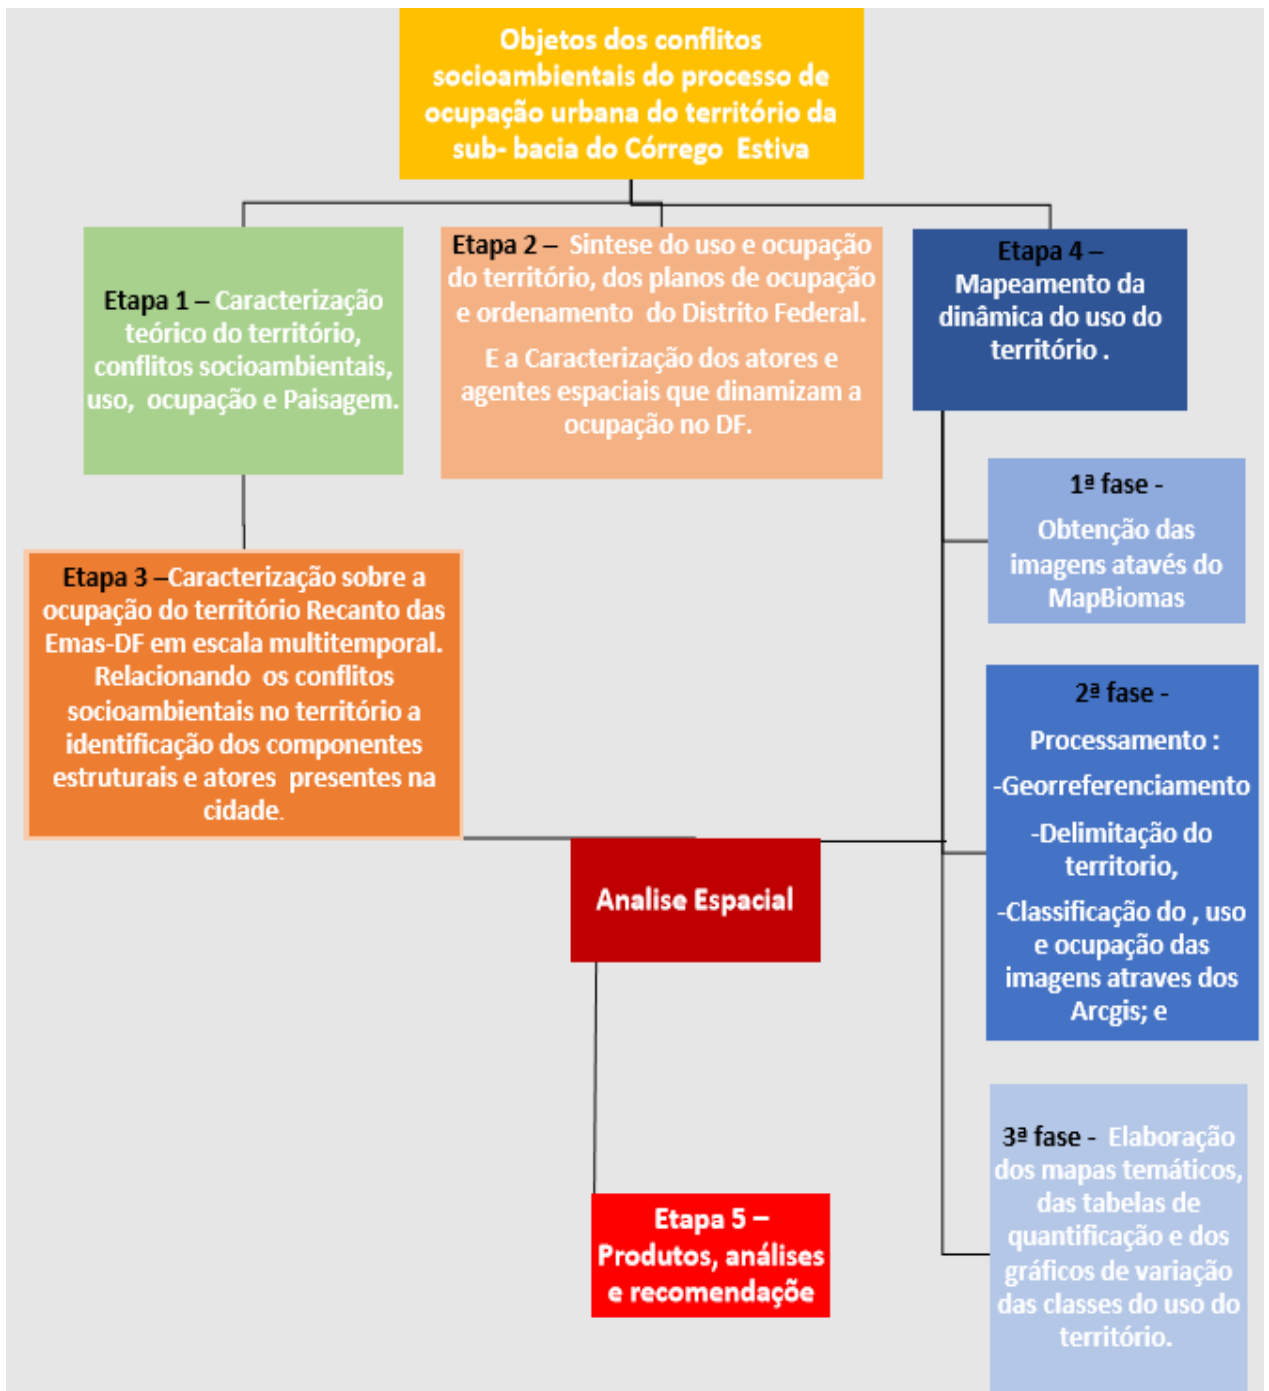 Objetos dos conflitos
socioambientais do processo de
ocupação urbana do território da
sub- bacia do Córrego Estiva
Etapa 1 – Caracterização
teórico do território,
conflitos socioambientais,
uso, ocupação e Paisagem.
Etapa 2 – Sintese do uso e ocupação
do território, dos planos de ocupação
e ordenamento do Distrito Federal.
E a Caracterização dos atores e
agentes espaciais que dinamizam a
ocupação no DF.
Etapa 4 –
Mapeamento da
dinâmica do uso do
território .
1ª fase -
Obtenção das
imagens atavés do
MapBiomas
Etapa 3 –Caracterização sobre a
ocupação do território Recanto das
Emas-DF em escala multitemporal.
Relacionando os conflitos
socioambientais no território a
identificação dos componentes
estruturais e atores presentes na
cidade.
2ª fase -
Processamento :
-Georreferenciamento
-Delimitação do
territorio,
-Classificação do , uso
e ocupação das
imagens atraves dos
Arcgis; e
Analise Espacial
3ª fase - Elaboração
dos mapas temáticos,
das tabelas de
quantificação e dos
gráficos de variação
das classes do uso do
território.
Etapa 5 –
Produtos, análises
e recomendaçõe